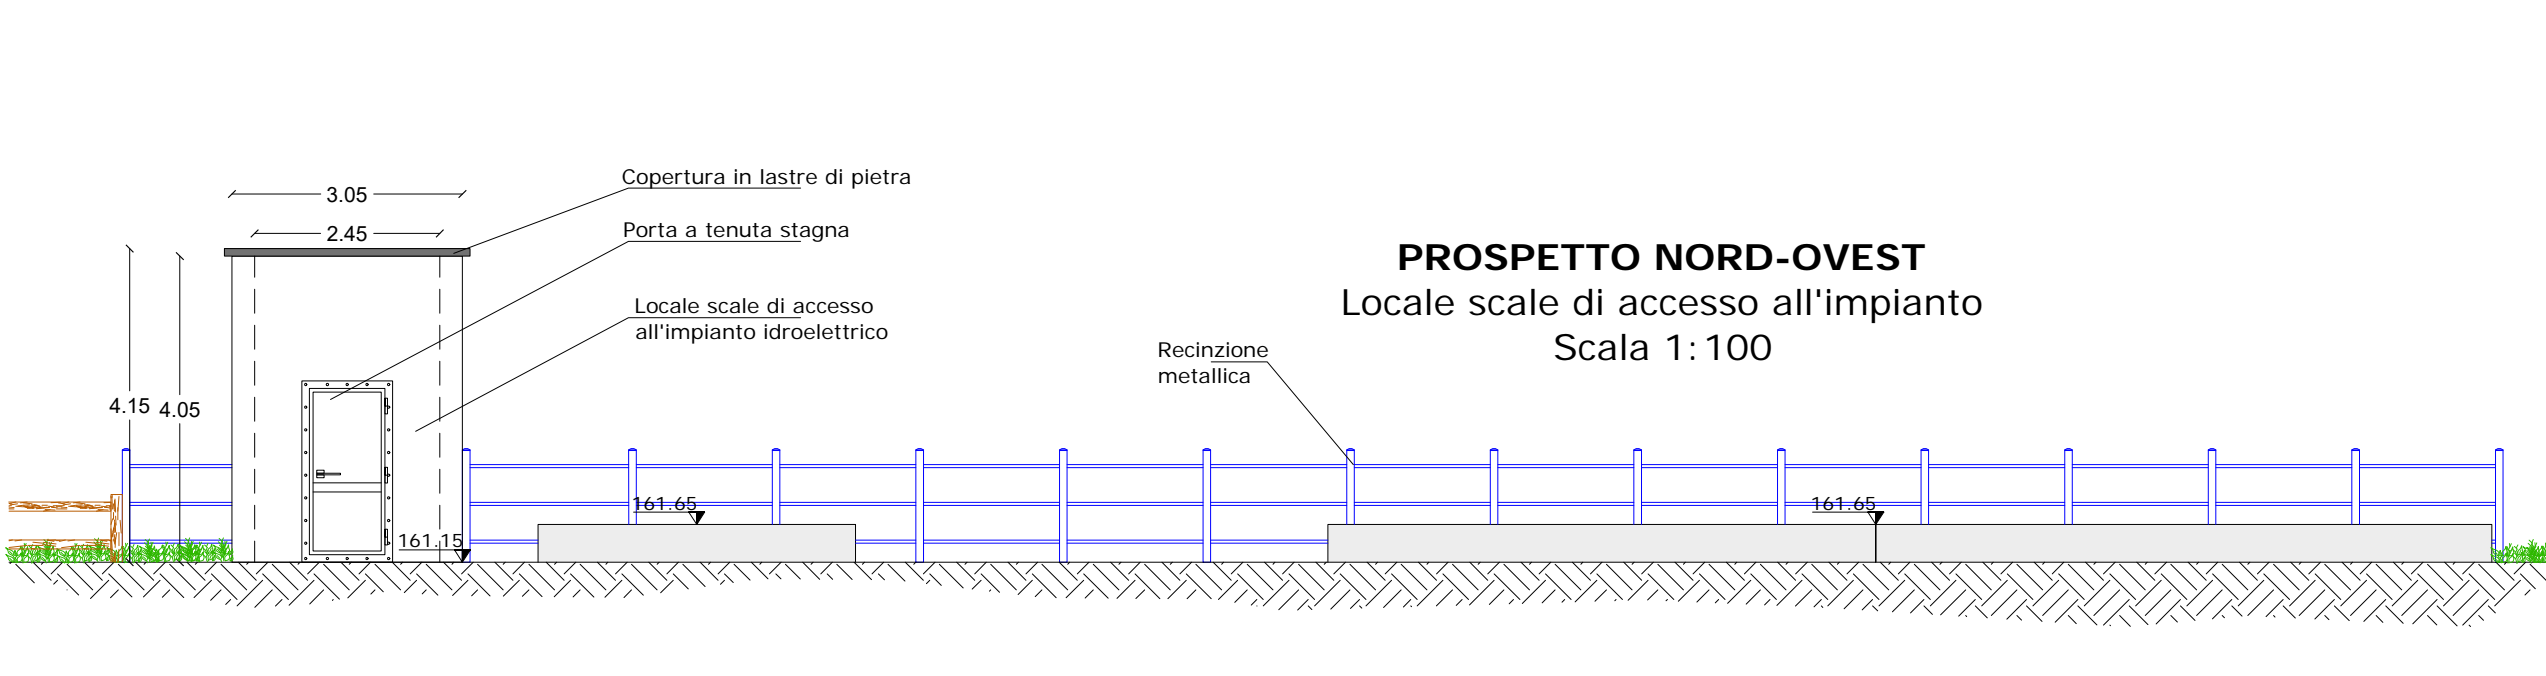 Copertura in lastre di pietra
3.05
Porta a tenuta stagna
2.45
PROSPETTO NORD-OVEST
Locale scale di accesso all'impianto
Scala 1:100
Locale scale di accesso
all'impianto idroelettrico
Recinzione
metallica
4.15
4.05
161.65
161.65
161.15